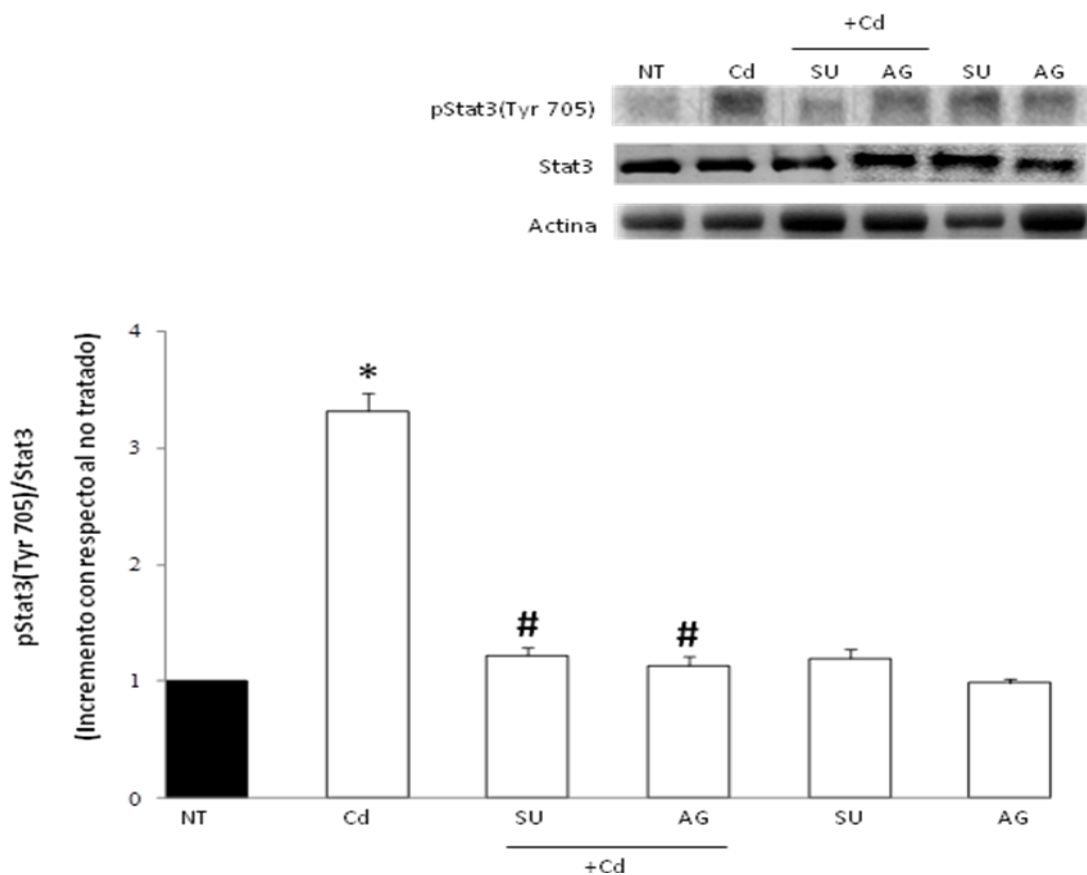 +Cd
NT Cd SU AG SU AG
pStat3(Tyr 705)
Stat3
Actina
pStat3(Tyr 705)/Stat3
(Incremento con respecto al no tratado)
4
3
2
1
0
*
#
#
NT Cd SU AG SU AG
+Cd